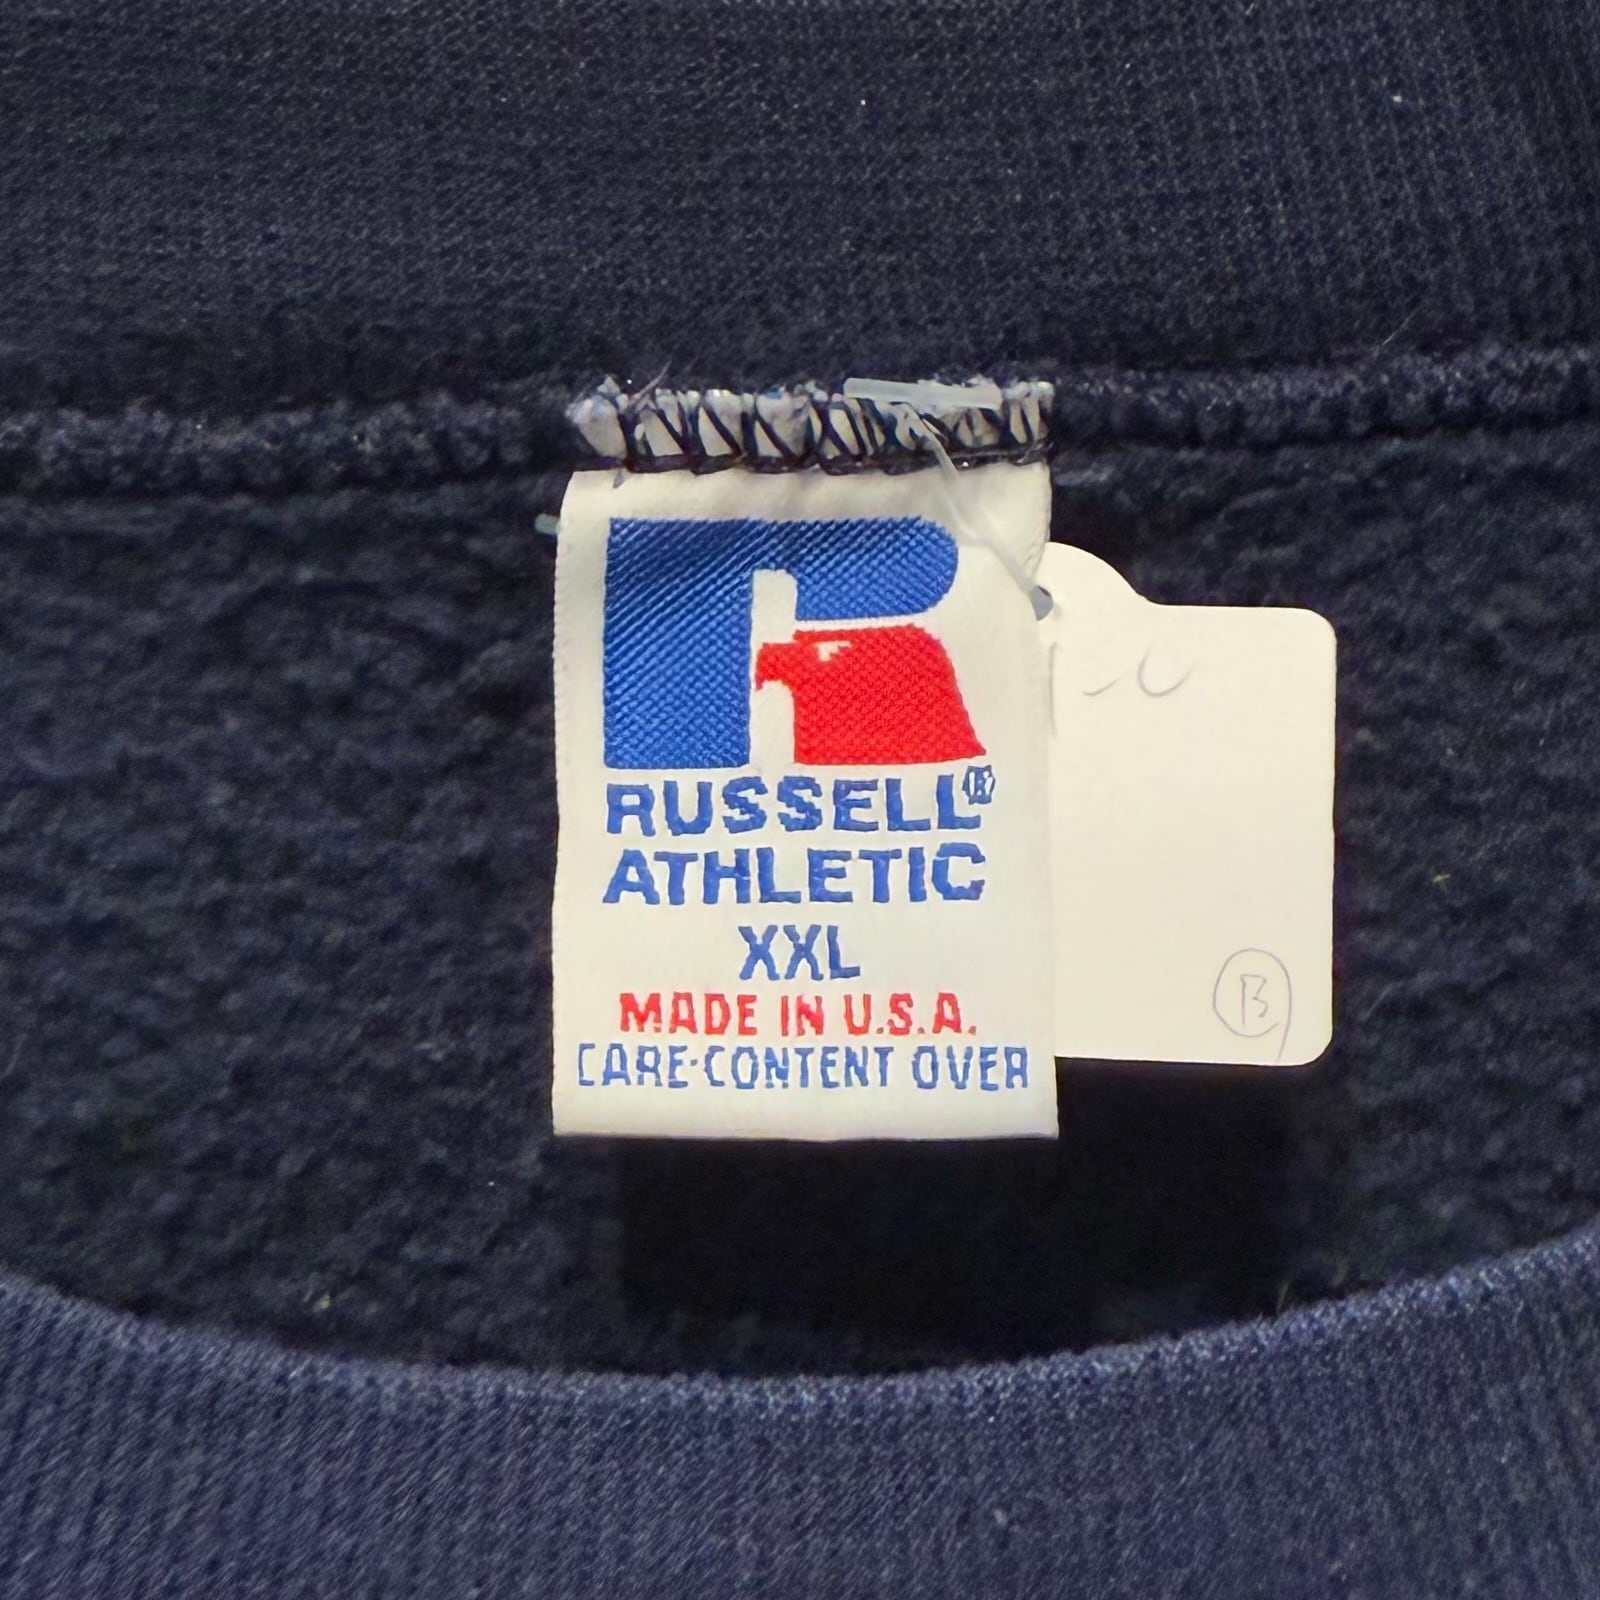 RUSSELL®
ATHLETIC
XXL
MADE IN U.S.A.
CARE·CONTENT OVER
B